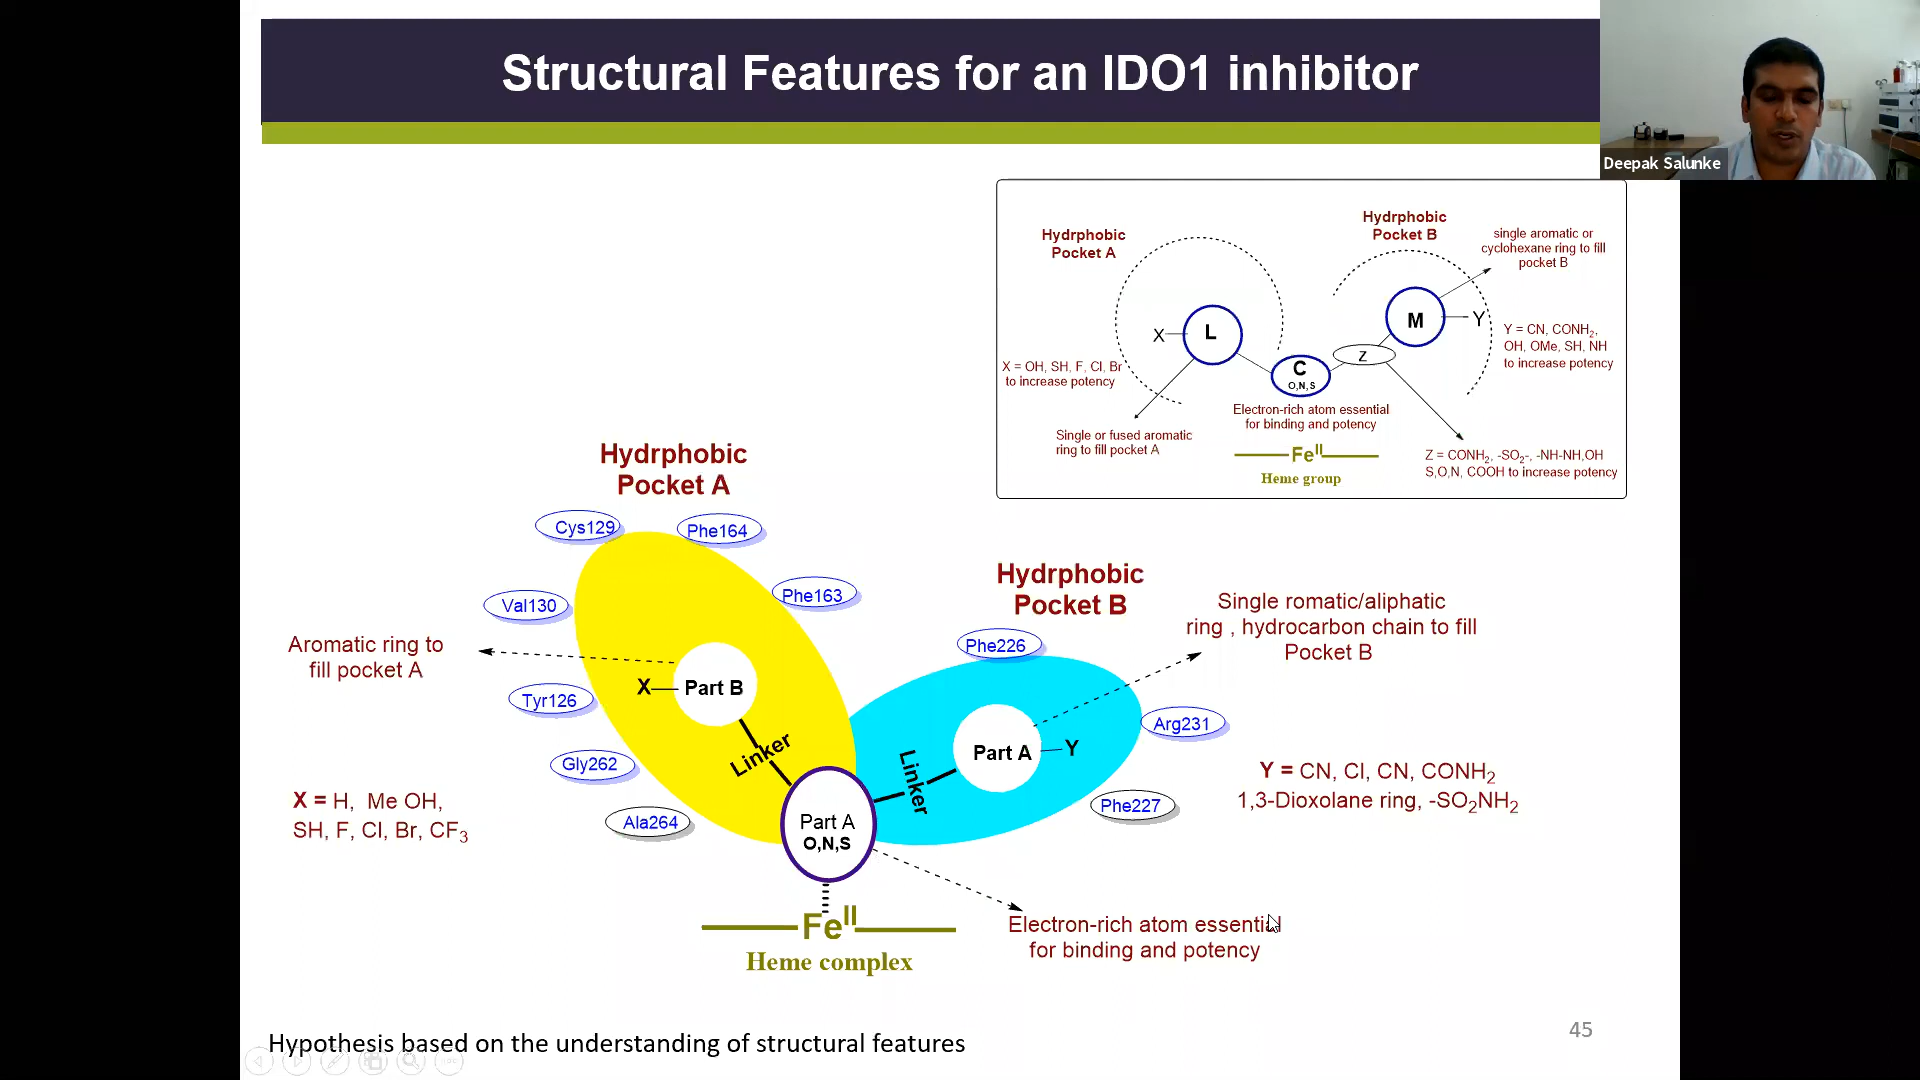 Structural Features for an IDO1 inhibitor
Deepak Salunke
Hydrphobic
Pocket A
Hydrphobic
Pocket B
single aromatic or
cyclohexane ring to fill
pocket B
X
L
C
O,N,S
Z
M
Y
X = OH, SH, F, Cl, Br
to increase potency
Y = CN, CONH2,
OH, OMe, SH, NH
to increase potency
Electron-rich atom essential
for binding and potency
Single or fused aromatic
ring to fill pocket A
FeII
Heme group
Z = CONH2, -SO2-, -NH-NH,OH
S,O,N, COOH to increase potency
Hydrphobic
Pocket A
Cys129
Phe164
Val130
Phe163
Aromatic ring to
fill pocket A
Tyr126
X
Part B
Linker
Gly262
X = H, Me OH,
SH, F, Cl, Br, CF3
Ala264
Hydrphobic
Pocket B
Phe226
Single romatic/aliphatic
ring , hydrocarbon chain to fill
Pocket B
Arg231
Part A
Y
Linker
Phe227
Y = CN, Cl, CN, CONH2
1,3-Dioxolane ring, -SO2NH2
Part A
O,N,S
FeII
Heme complex
Electron-rich atom essential
for binding and potency
Hypothesis based on the understanding of structural features
45